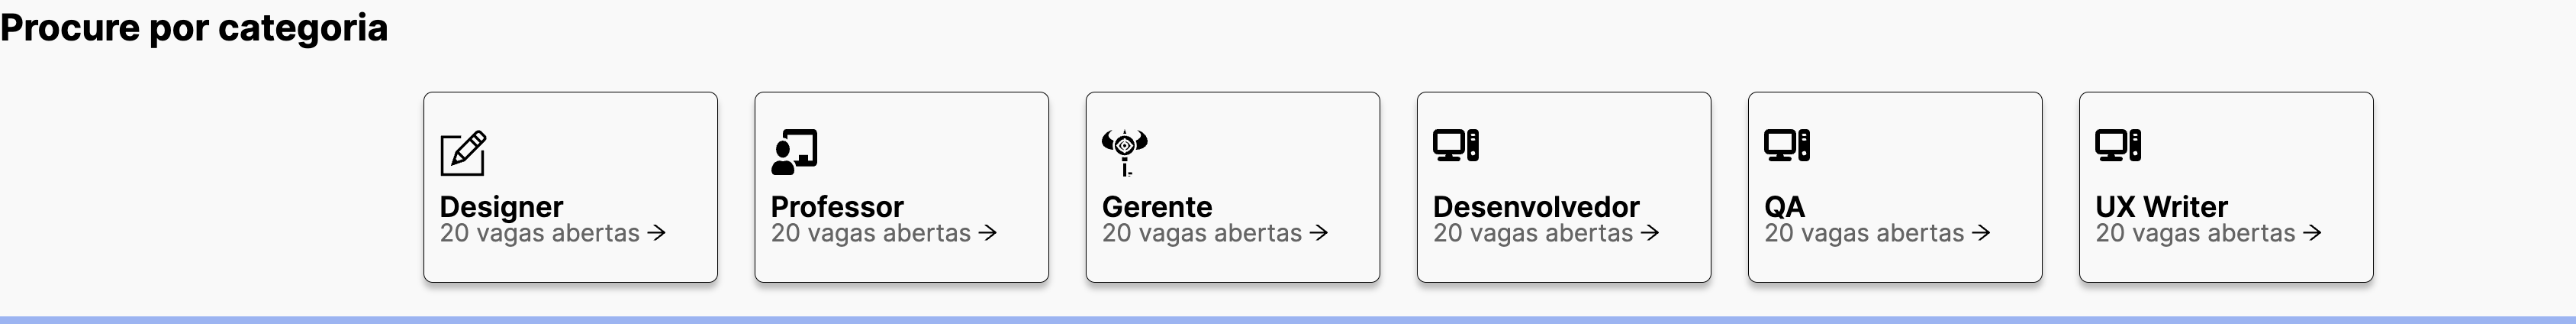 Procure por categoria
Designer
20 vagas abertas →
Professor
20 vagas abertas →
Gerente
20 vagas abertas →
Desenvolvedor
20 vagas abertas →
QA
20 vagas abertas →
UX Writer
20 vagas abertas →